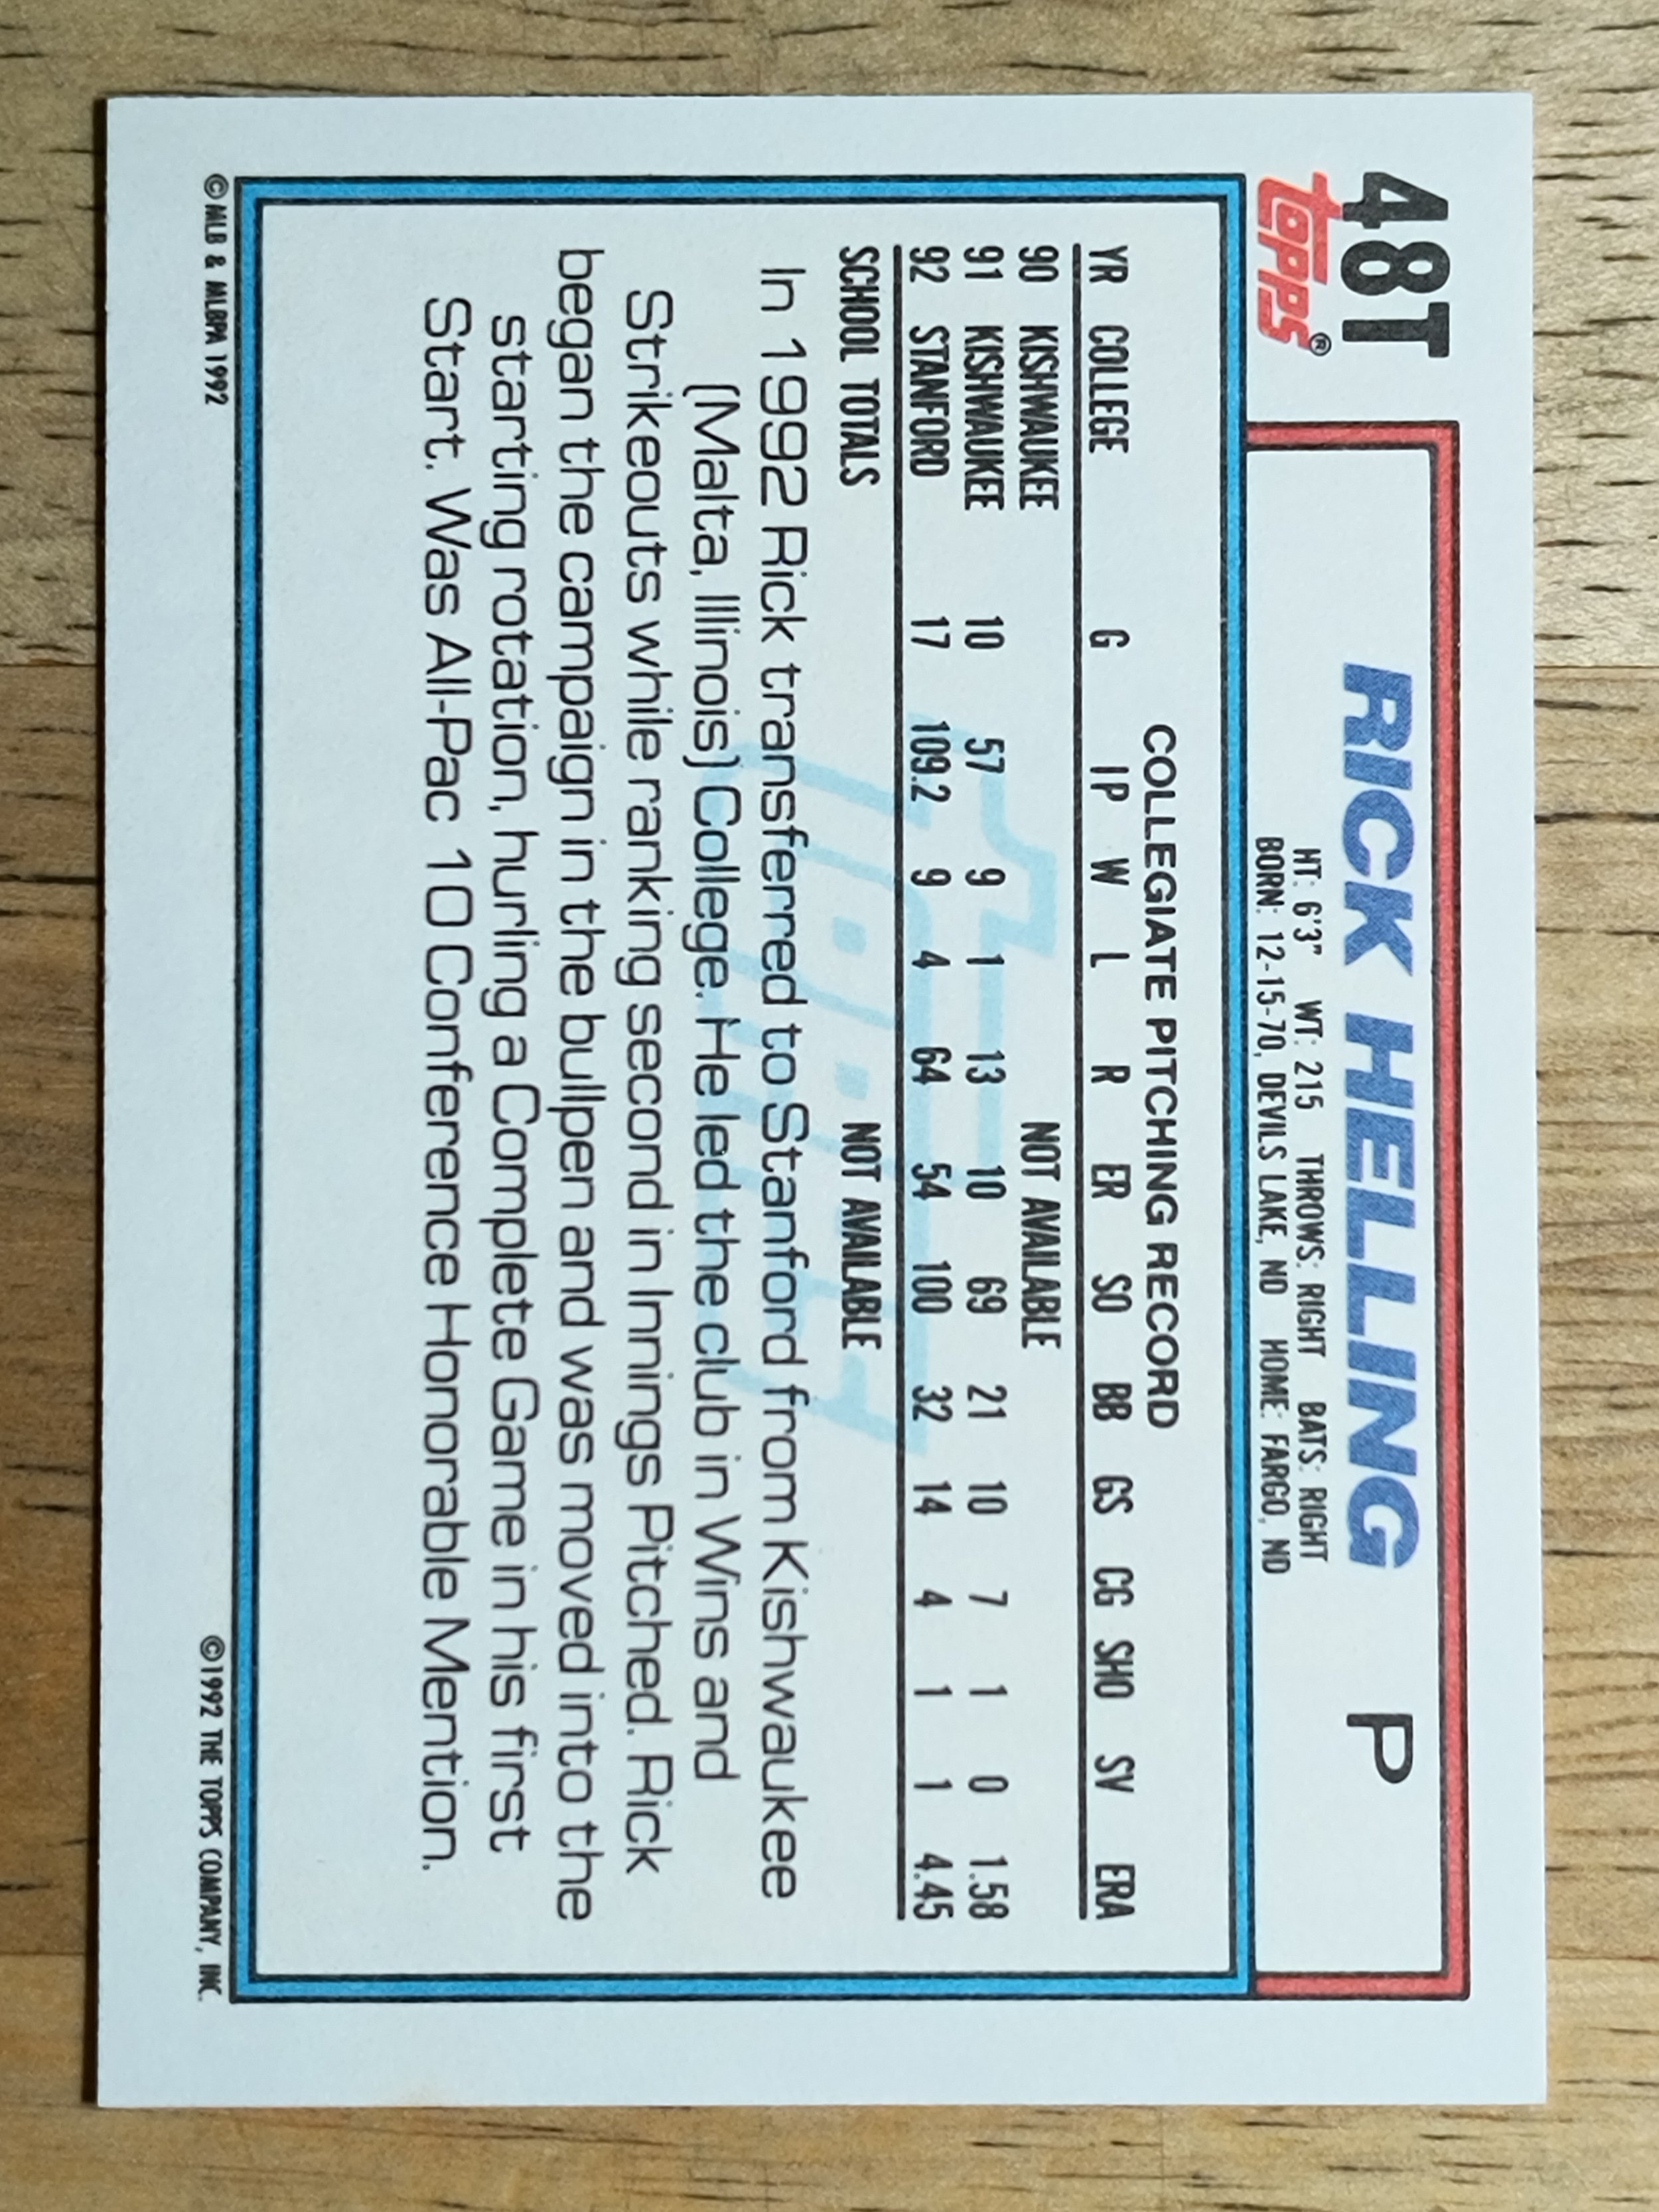 48T
topps®
RICK HELLING P
HT: 6'3" WT: 215 THROWS: RIGHT BATS: RIGHT
BORN: 12-15-70, DEVILS LAKE, ND HOME: FARGO, ND
COLLEGIATE PITCHING RECORD
YR COLLEGE G IP W L R ER SO BB GS CG SHO SV ERA
90 KISHWAUKEE NOT AVAILABLE
91 KISHWAUKEE 10 57 9 1 13 10 69 21 10 7 1 0 1.58
92 STANFORD 17 109.2 9 4 64 54 100 32 14 4 1 1 4.45
SCHOOL TOTALS NOT AVAILABLE
In 1992 Rick transferred to Stanford from Kishwaukee
(Malta, Illinois) College. He led the club in Wins and
Strikeouts while ranking second in Innings Pitched. Rick
began the campaign in the bullpen and was moved into the
starting rotation, hurling a Complete Game in his first
Start. Was All-Pac 10 Conference Honorable Mention.
© MLB & MLBPA 1992 ©1992 THE TOPPS COMPANY, INC.